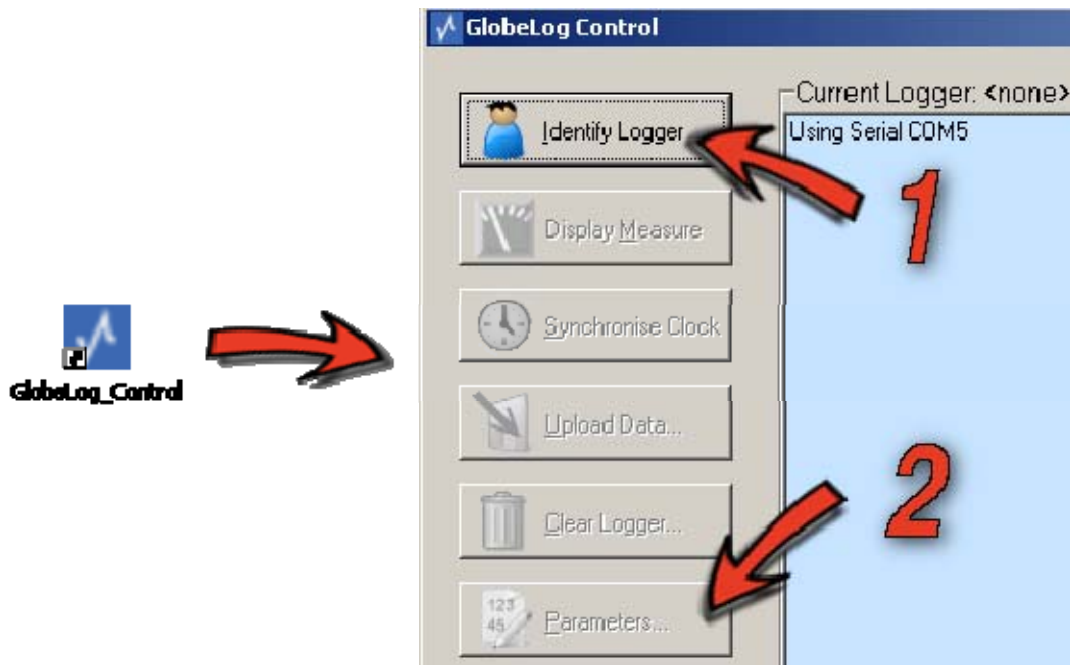 GlobeLog_Control
GlobeLog Control
Identify Logger
Display Measure
Synchronise Clock
Upload Data...
Clear Logger...
123
45
Parameters...
Current Logger: <none>
Using Serial COM5
1
2